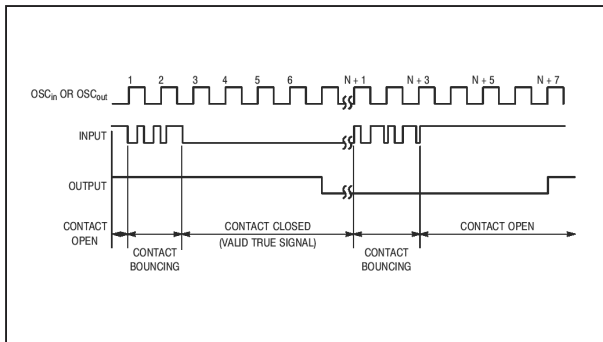 1 2 3 4 5 6 N + 1 N + 3 N + 5 N + 7
OSCin OR OSCout
INPUT
OUTPUT
CONTACT OPEN
CONTACT BOUNCING
CONTACT CLOSED
(VALID TRUE SIGNAL)
CONTACT BOUNCING
CONTACT OPEN